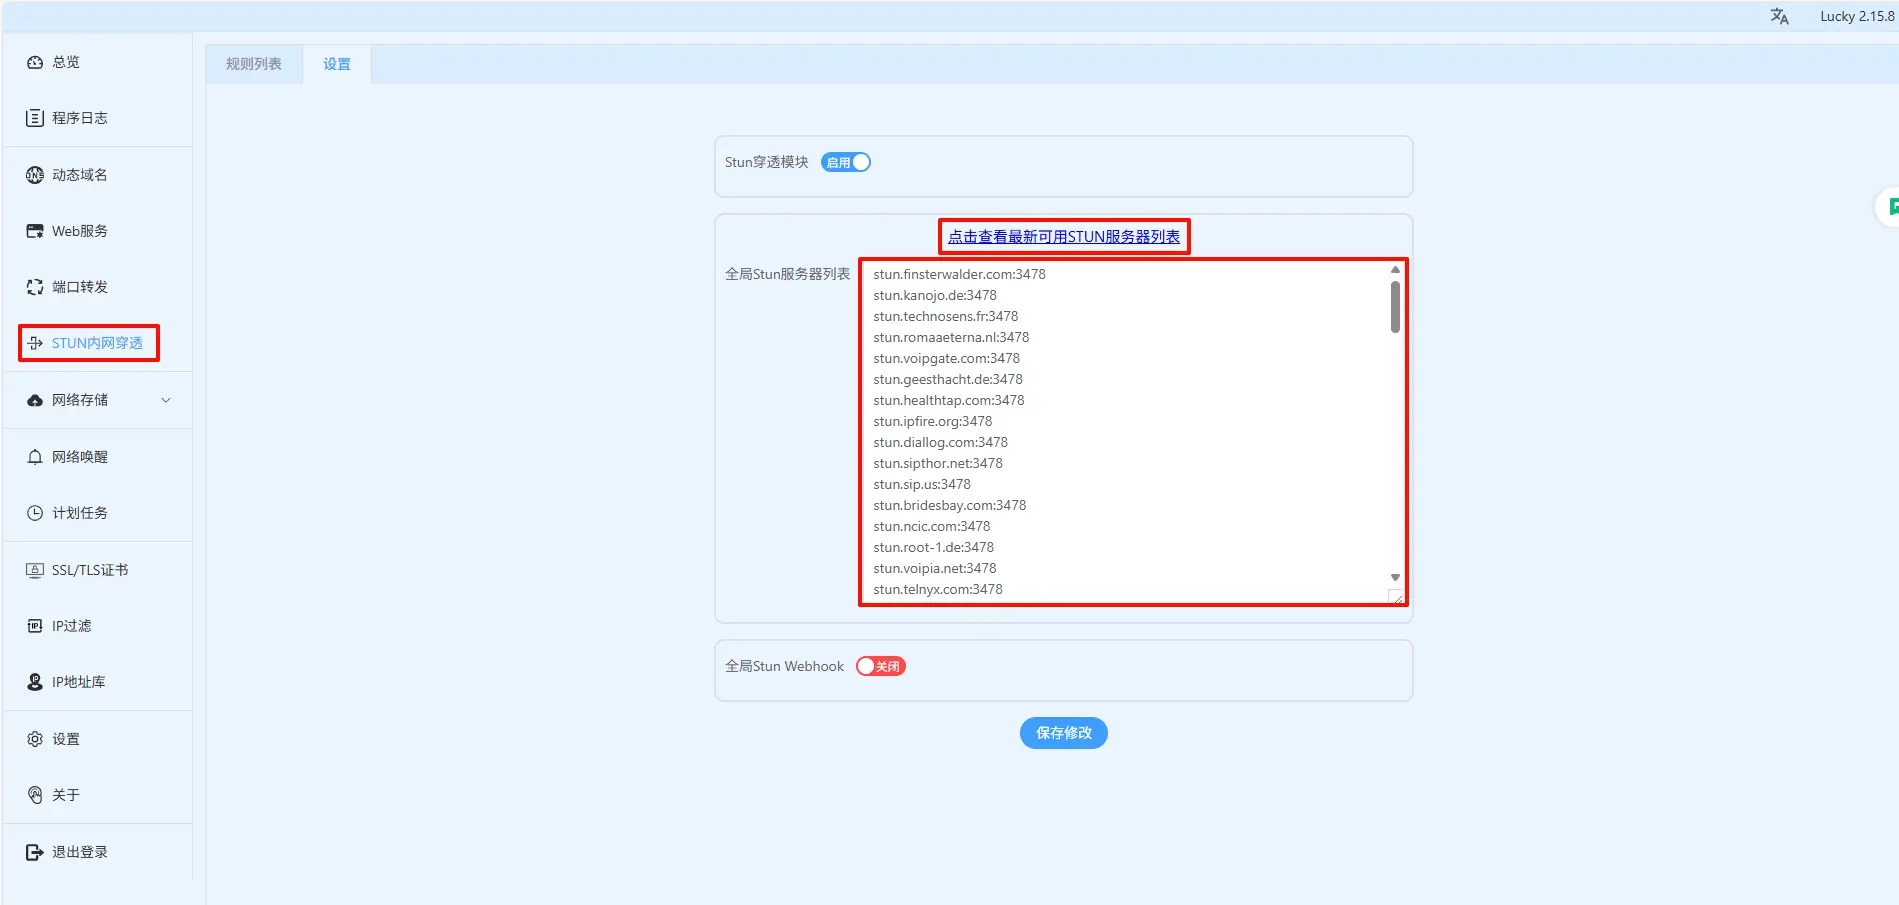 Lucky 2.15.8
总览
程序日志
动态域名
Web服务
端口转发
STUN内网穿透
网络存储
网络唤醒
计划任务
SSL/TLS证书
IP过滤
IP地址库
设置
关于
退出登录
规则列表
设置
Stun穿透模块 启用
点击查看最新可用STUN服务器列表
全局Stun服务器列表
stun.finsterwalder.com:3478
stun.kanojo.de:3478
stun.technosens.fr:3478
stun.romaaeterna.nl:3478
stun.voipgate.com:3478
stun.geesthacht.de:3478
stun.healthtap.com:3478
stun.ipfire.org:3478
stun.diallog.com:3478
stun.sipthor.net:3478
stun.sip.us:3478
stun.bridesbay.com:3478
stun.ncic.com:3478
stun.root-1.de:3478
stun.voipia.net:3478
stun.telnyx.com:3478
全局Stun Webhook 关闭
保存修改